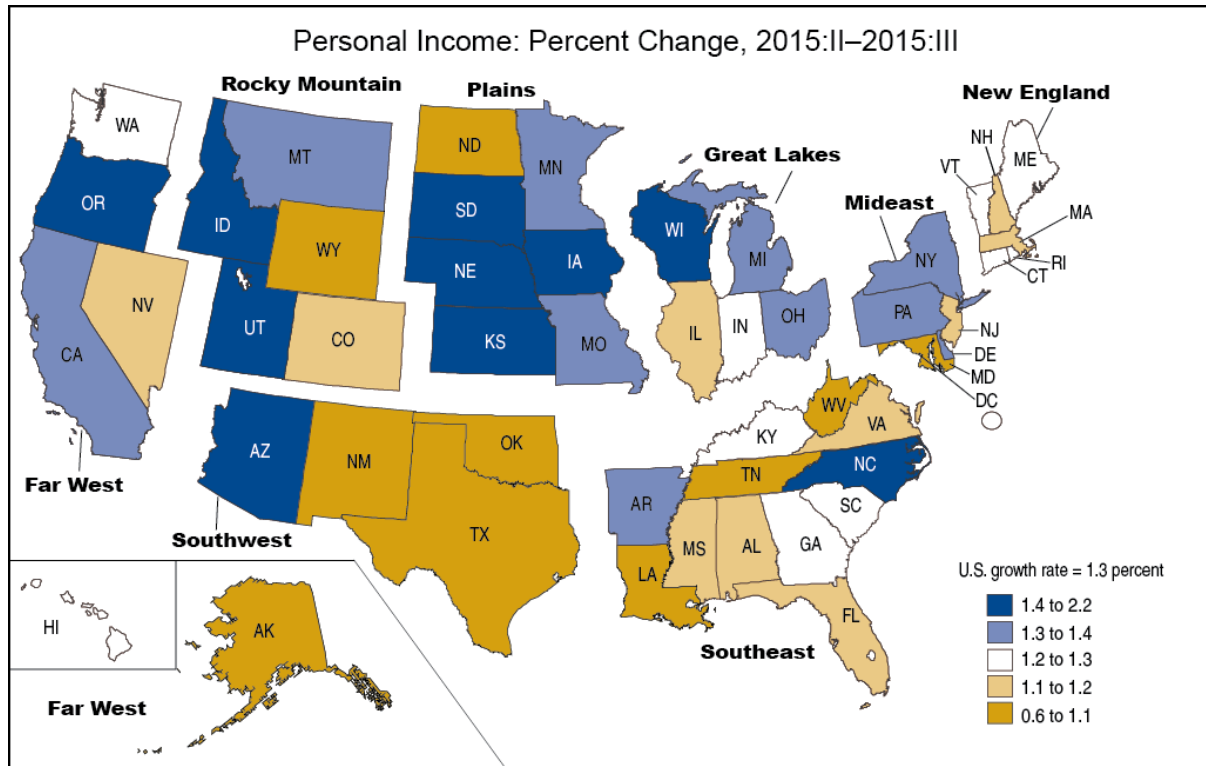 Personal Income: Percent Change, 2015:II–2015:III
Rocky Mountain
Plains
New England
Great Lakes
Mideast
WA
OR
CA
NV
ID
MT
WY
UT
CO
ND
SD
NE
KS
MN
IA
MO
WI
MI
IL
IN
OH
NH
VT
ME
MA
RI
CT
NY
PA
NJ
DE
MD
DC
Far West
AZ
NM
OK
TX
Southwest
KY
WV
VA
TN
NC
AR
SC
MS
AL
GA
LA
FL
Southeast
HI
AK
Far West
U.S. growth rate = 1.3 percent
1.4 to 2.2
1.3 to 1.4
1.2 to 1.3
1.1 to 1.2
0.6 to 1.1